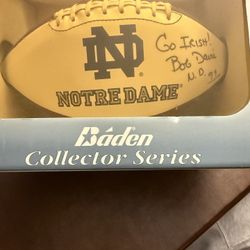 ND
Go IRISH!
BOB DAVIE
N.D.
NOTRE DAME
Baden
Collector Series